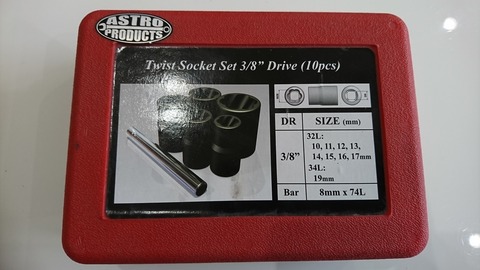 ASTRO
PRODUCTS
Twist Socket Set 3/8” Drive (10pcs)
DR SIZE (mm)
3/8”
32L:
10, 11, 12, 13,
14, 15, 16, 17mm
34L:
19mm
Bar 8mm x 74L